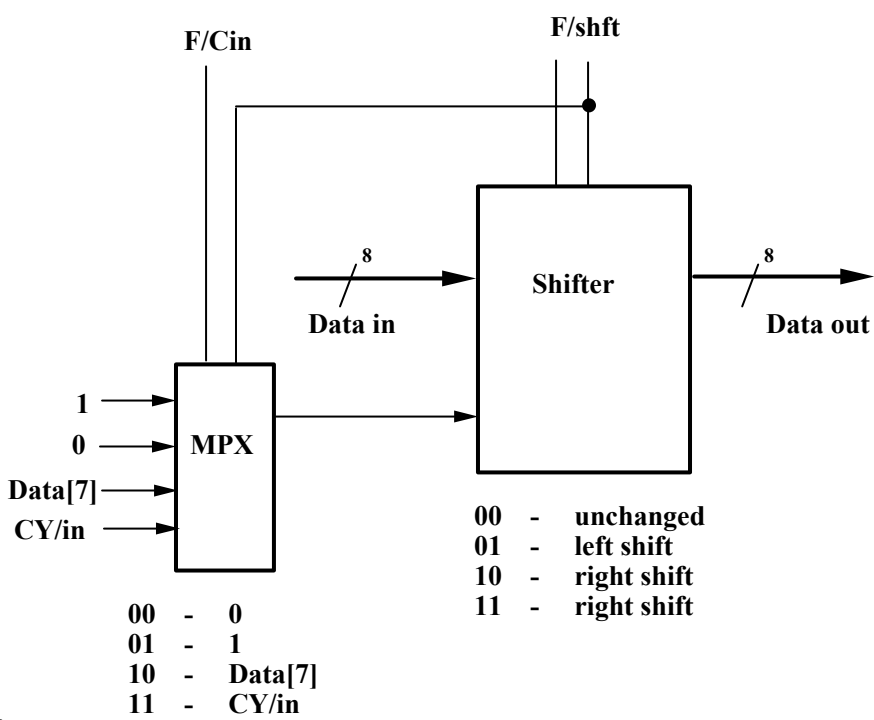 F/Cin
F/shft
8
8
Shifter
Data in
Data out
1
0
MPX
Data[7]
CY/in
00 - unchanged
01 - left shift
10 - right shift
11 - right shift
00 - 0
01 - 1
10 - Data[7]
11 - CY/in